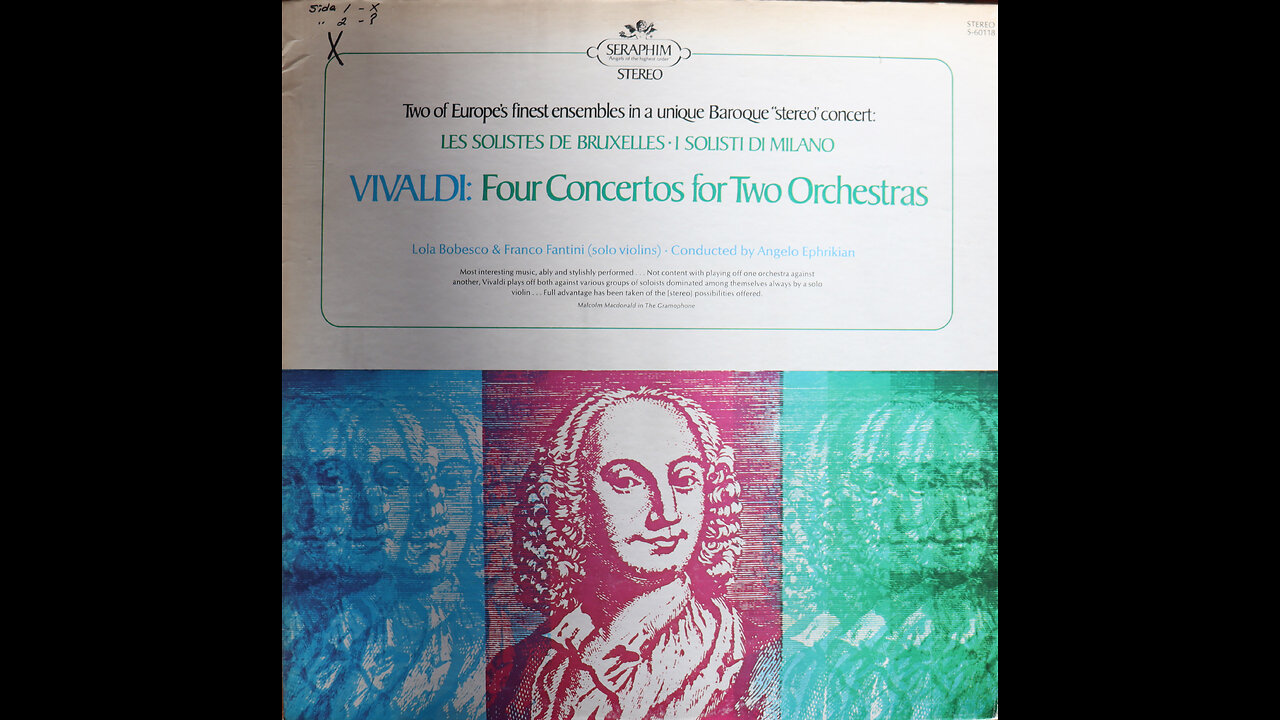 Sida 1 - X
" 2 - ?
X
STEREO
S-60118
SERAPHIM
"Angels of the highest order"
STEREO
Two of Europe's finest ensembles in a unique Baroque "stereo" concert:
LES SOLISTES DE BRUXELLES · I SOLISTI DI MILANO
VIVALDI: Four Concertos for Two Orchestras
Lola Bobesco & Franco Fantini (solo violins) · Conducted by Angelo Ephrikian
Most interesting music, ably and stylishly performed . . . Not content with playing off one orchestra against
another, Vivaldi plays off both against various groups of soloists dominated among themselves always by a solo
violin . . . Full advantage has been taken of the [stereo] possibilities offered.
Malcolm Macdonald in The Gramophone